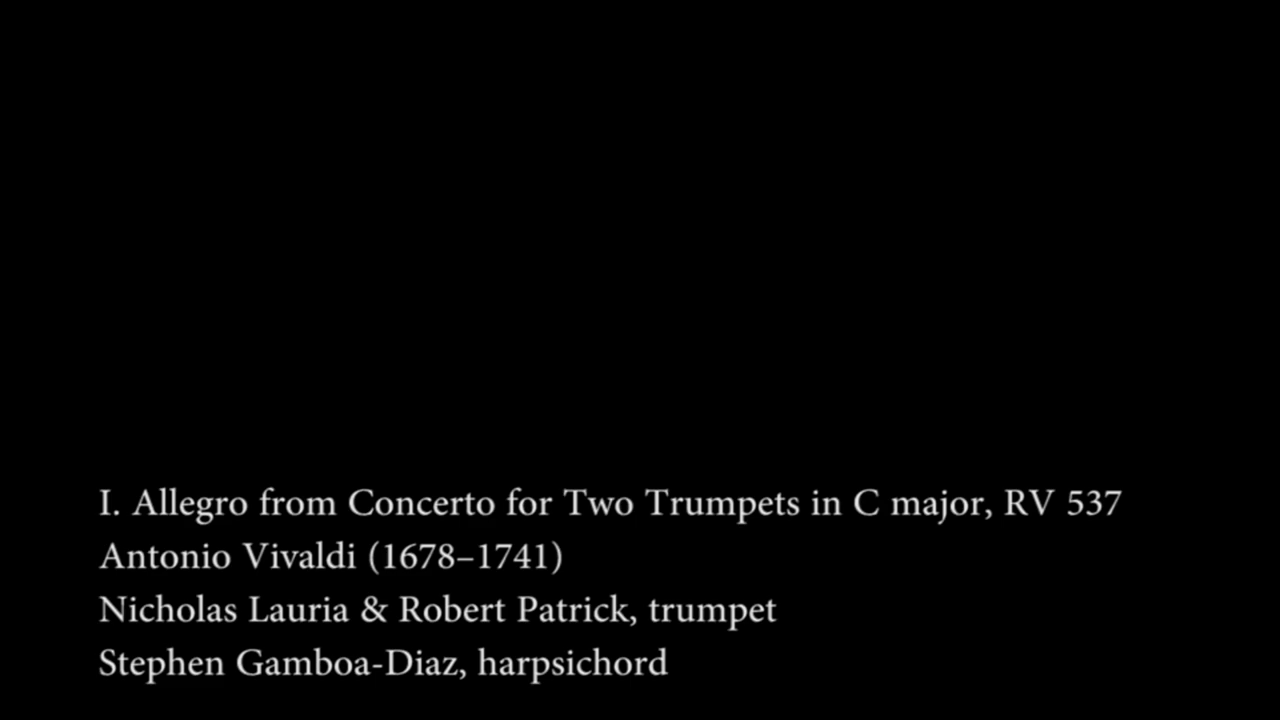 I. Allegro from Concerto for Two Trumpets in C major, RV 537
Antonio Vivaldi (1678–1741)
Nicholas Lauria & Robert Patrick, trumpet
Stephen Gamboa-Diaz, harpsichord